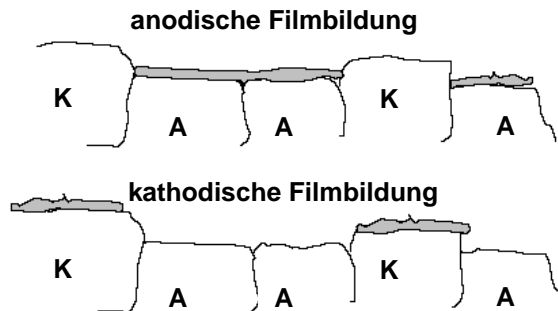 anodische Filmbildung
K A A K A
kathodische Filmbildung
K A A K A